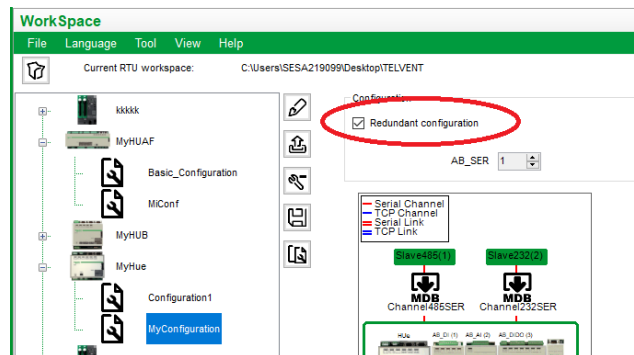 WorkSpace
File Language Tool View Help
Current RTU workspace: C:\Users\SESA219099\Desktop\TELVENT
Configuration
kkkkk
Redundant configuration
MyHUAF
AB_SER 1
Basic_Configuration
MiConf
Serial Channel
TCP Channel
Serial Link
TCP Link
MyHUB
Slave485(1) Slave232(2)
MyHue
MDB MDB
Channel485SER Channel232SER
Configuration1
MyConfiguration
HUe AB_DI (1) AB_AI (2) AB_DIDO (3)